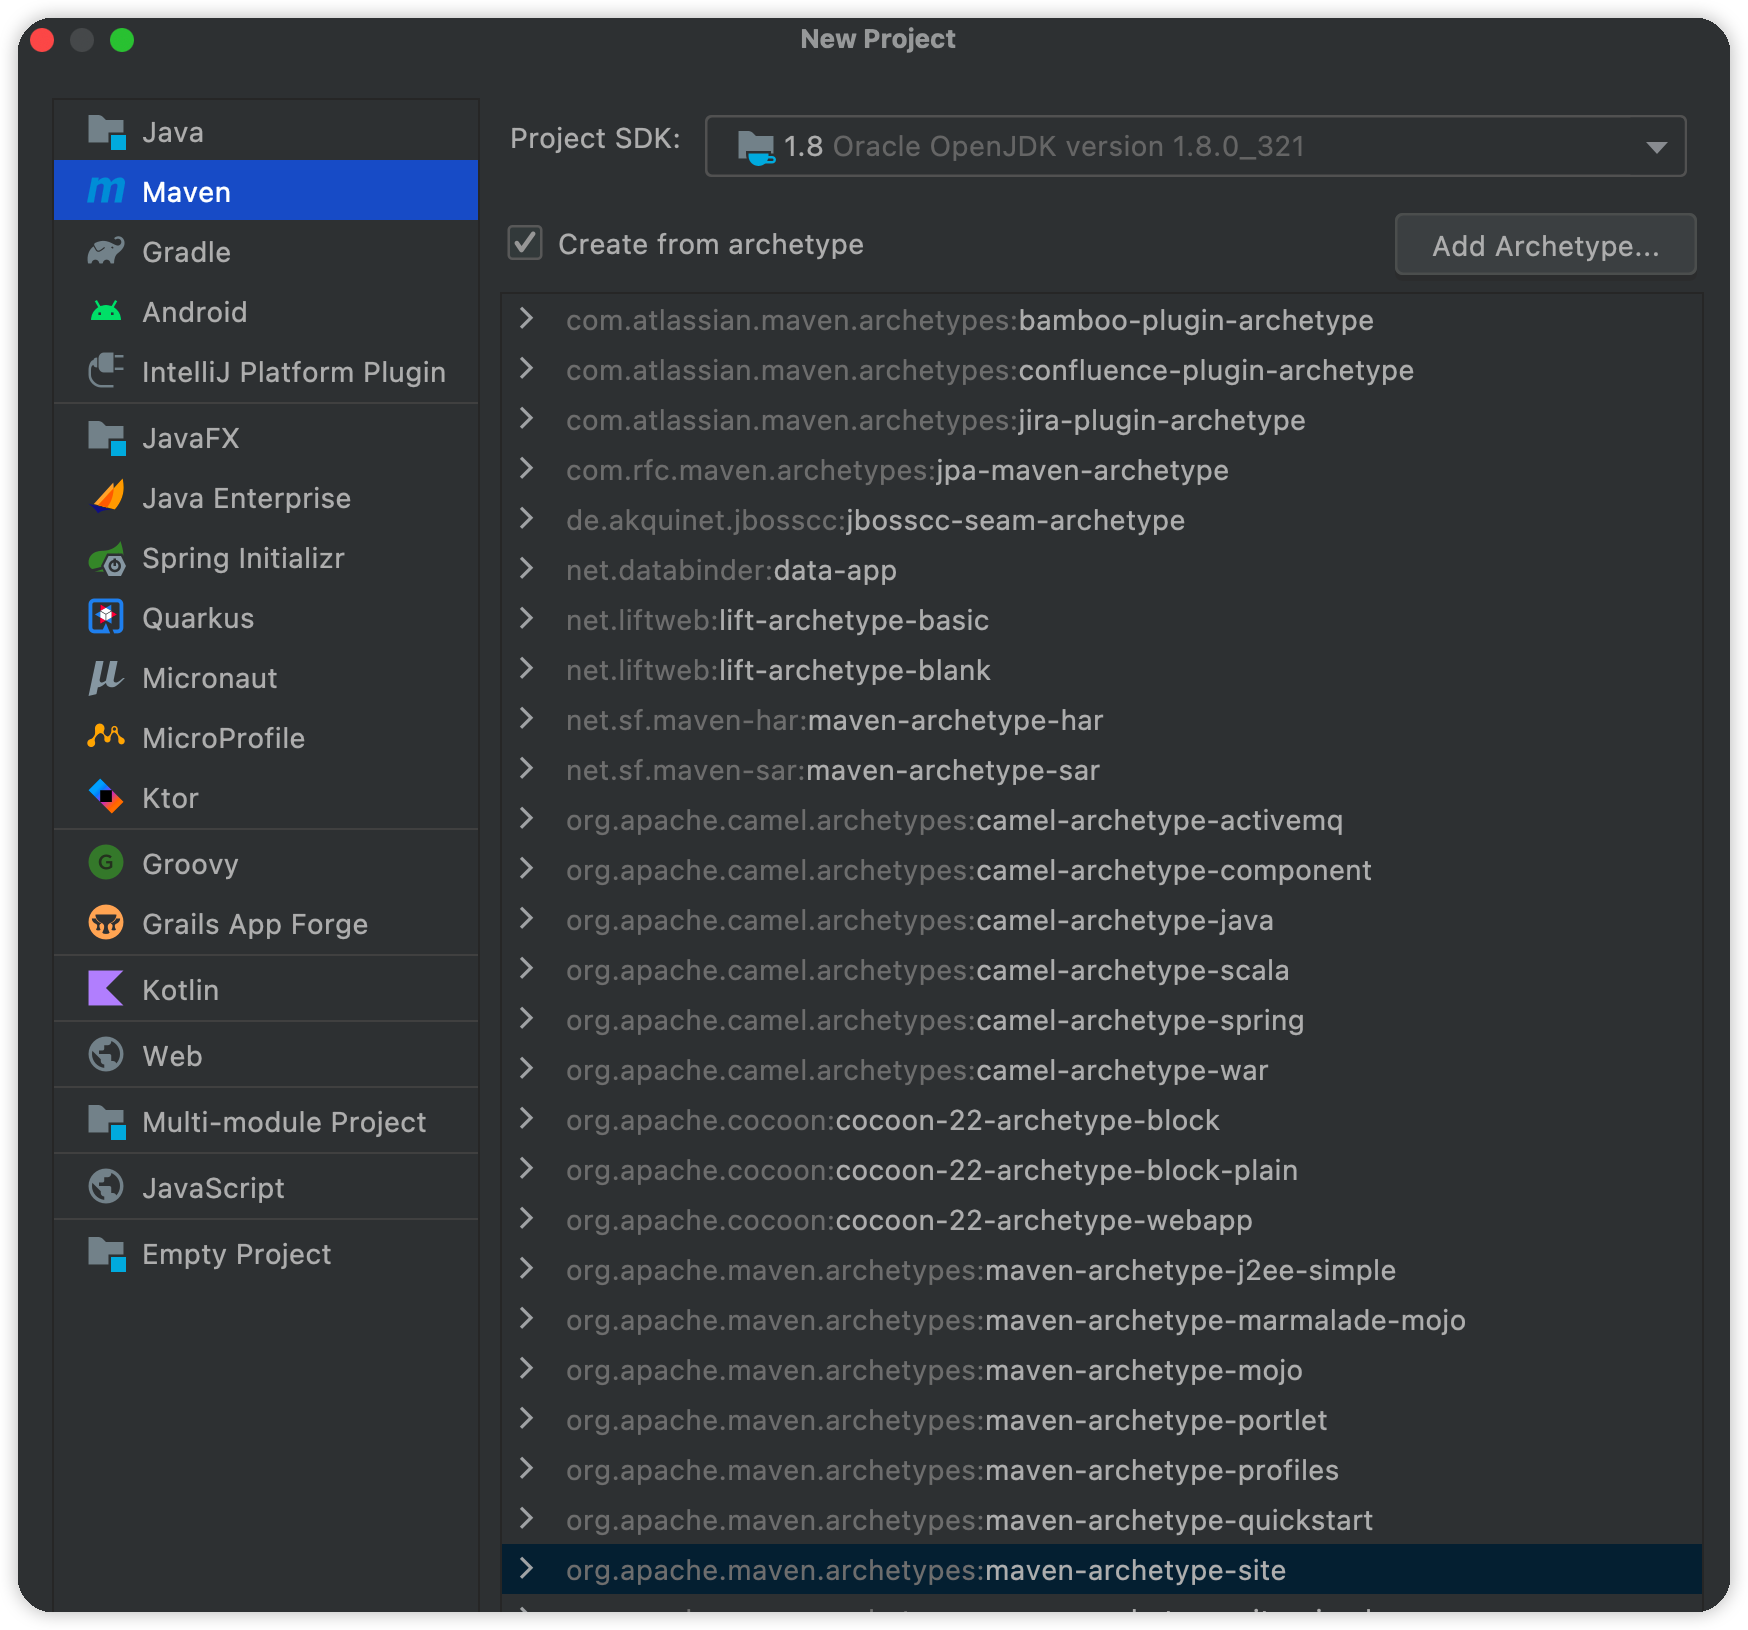 New Project
Java
Maven
Gradle
Android
IntelliJ Platform Plugin
JavaFX
Java Enterprise
Spring Initializr
Quarkus
Micronaut
MicroProfile
Ktor
Groovy
Grails App Forge
Kotlin
Web
Multi-module Project
JavaScript
Empty Project
Project SDK: 1.8 Oracle OpenJDK version 1.8.0_321
Create from archetype
Add Archetype...
com.atlassian.maven.archetypes:bamboo-plugin-archetype
com.atlassian.maven.archetypes:confluence-plugin-archetype
com.atlassian.maven.archetypes:jira-plugin-archetype
com.rfc.maven.archetypes:jpa-maven-archetype
de.akquinet.jbosscc:jbosscc-seam-archetype
net.databinder:data-app
net.liftweb:lift-archetype-basic
net.liftweb:lift-archetype-blank
net.sf.maven-har:maven-archetype-har
net.sf.maven-sar:maven-archetype-sar
org.apache.camel.archetypes:camel-archetype-activemq
org.apache.camel.archetypes:camel-archetype-component
org.apache.camel.archetypes:camel-archetype-java
org.apache.camel.archetypes:camel-archetype-scala
org.apache.camel.archetypes:camel-archetype-spring
org.apache.camel.archetypes:camel-archetype-war
org.apache.cocoon:cocoon-22-archetype-block
org.apache.cocoon:cocoon-22-archetype-block-plain
org.apache.cocoon:cocoon-22-archetype-webapp
org.apache.maven.archetypes:maven-archetype-j2ee-simple
org.apache.maven.archetypes:maven-archetype-marmalade-mojo
org.apache.maven.archetypes:maven-archetype-mojo
org.apache.maven.archetypes:maven-archetype-portlet
org.apache.maven.archetypes:maven-archetype-profiles
org.apache.maven.archetypes:maven-archetype-quickstart
org.apache.maven.archetypes:maven-archetype-site